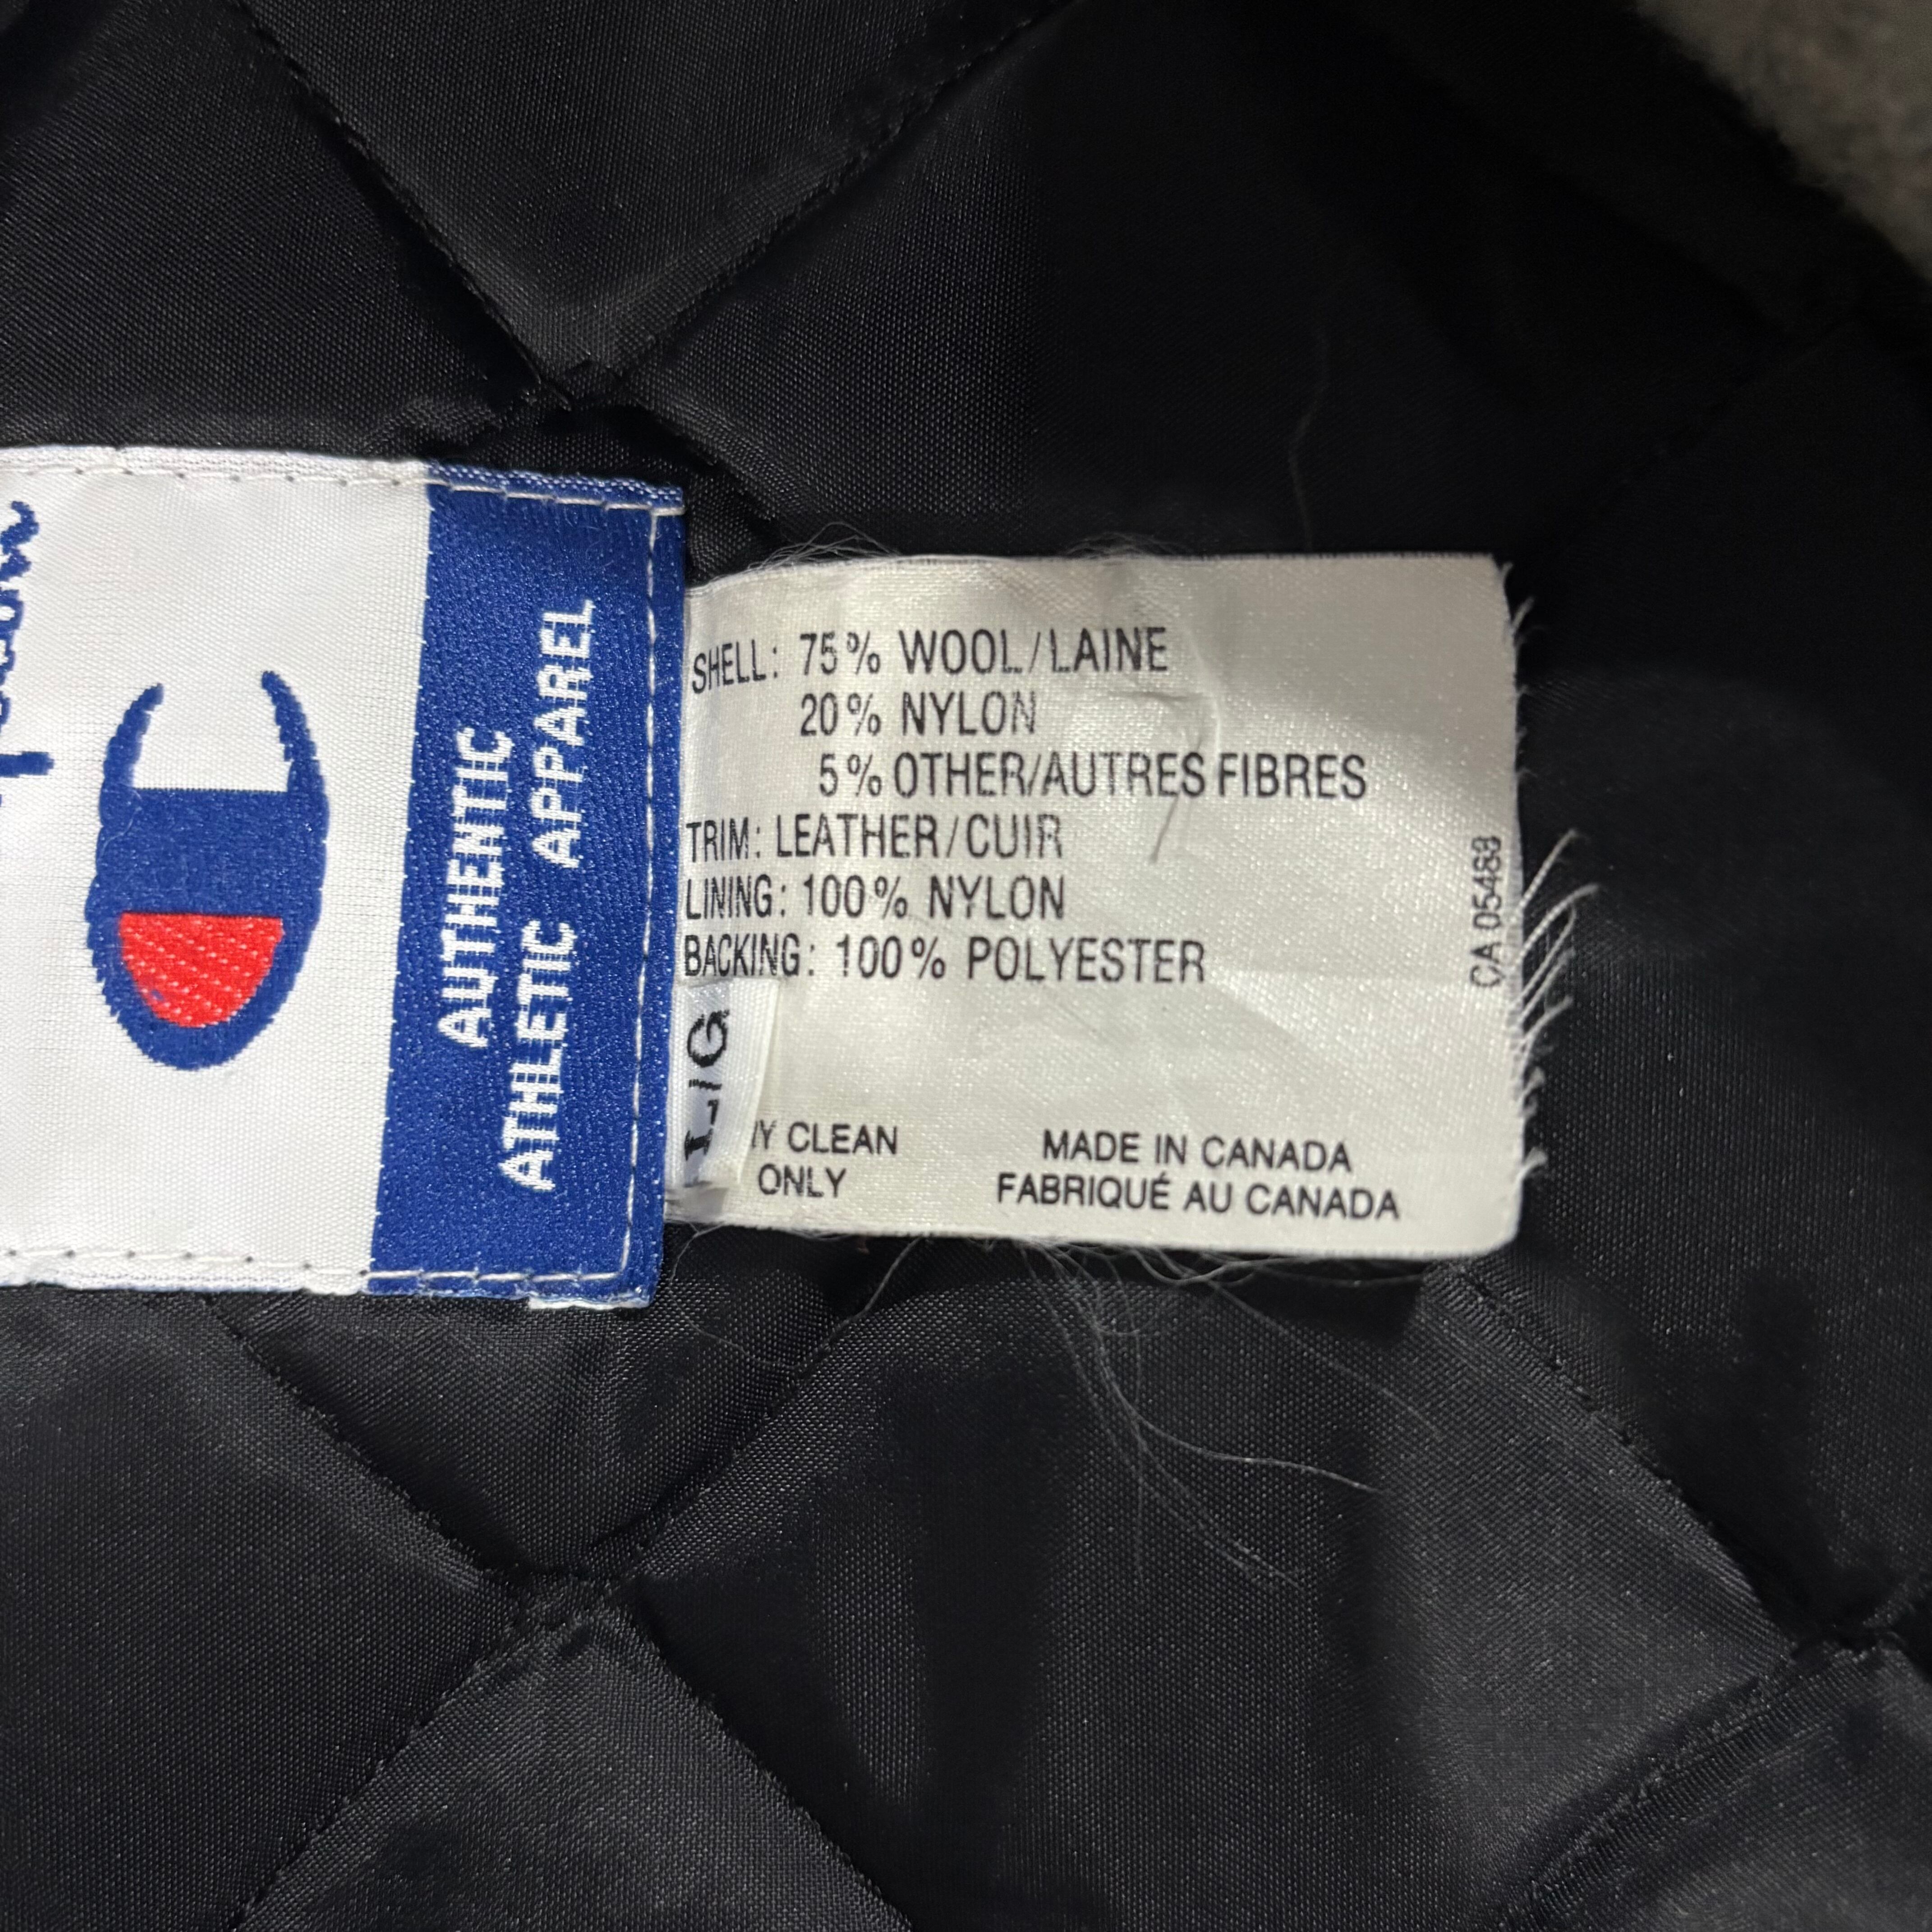 AUTHENTIC
ATHLETIC APPAREL
SHELL: 75% WOOL/LAINE
20% NYLON
5% OTHER/AUTRES FIBRES
TRIM: LEATHER/CUIR
LINING: 100% NYLON
BACKING: 100% POLYESTER
L/G
CLEAN
ONLY
MADE IN CANADA
FABRIQUÉ AU CANADA
CA 05488